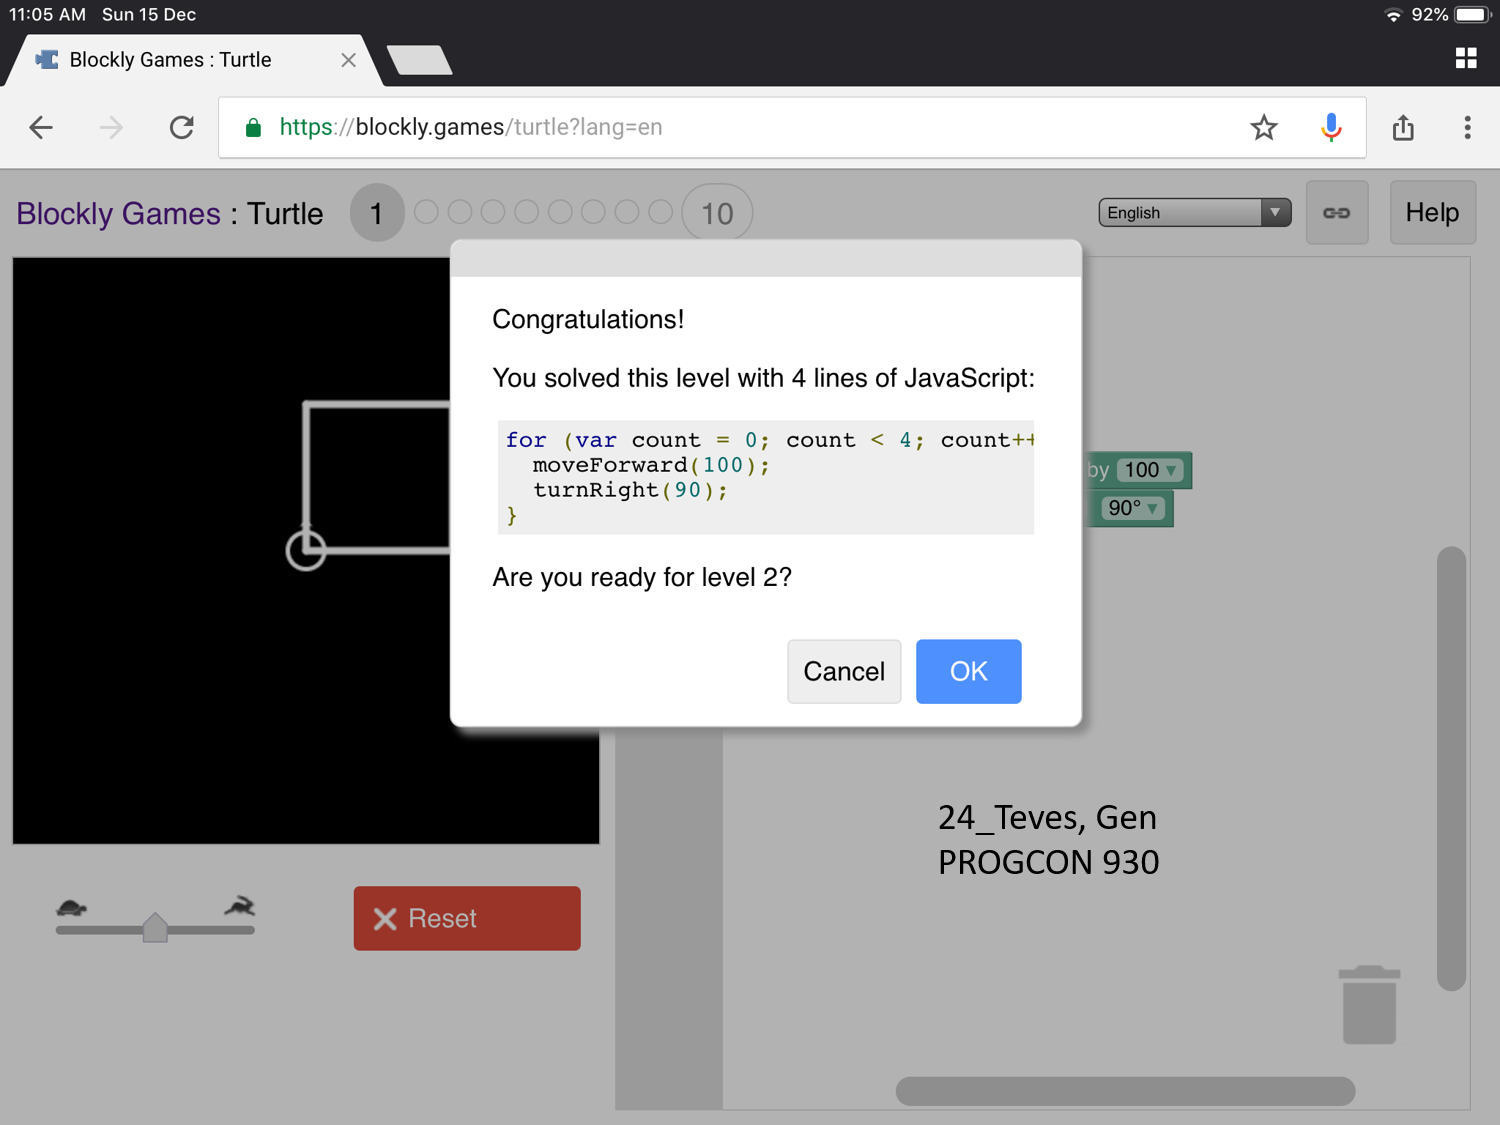 11:05 AM Sun 15 Dec 92%
Blockly Games : Turtle
https://blockly.games/turtle?lang=en
Blockly Games : Turtle 1 10 English Help
Congratulations!
You solved this level with 4 lines of JavaScript:
for (var count = 0; count < 4; count++
moveForward(100);
turnRight(90);
}
Are you ready for level 2?
Cancel OK
by 100
90°
24_Teves, Gen
PROGCON 930
Reset